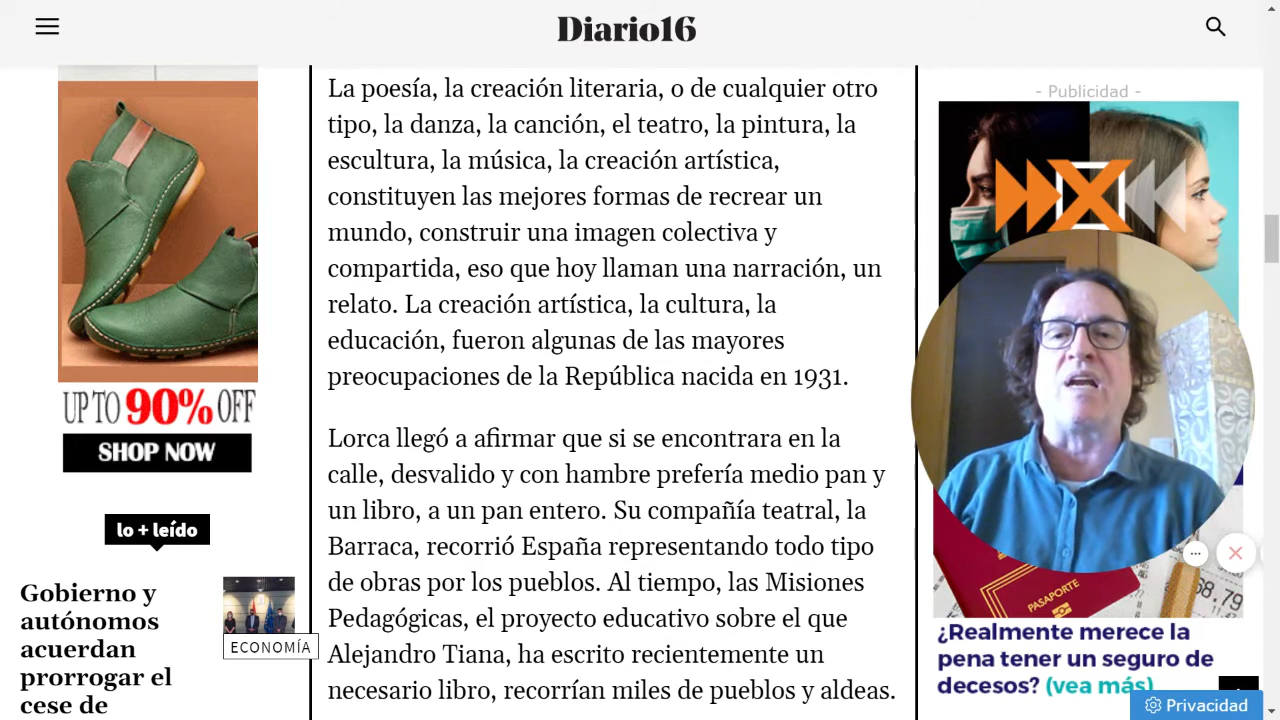 Diario16
La poesía, la creación literaria, o de cualquier otro
tipo, la danza, la canción, el teatro, la pintura, la
escultura, la música, la creación artística,
constituyen las mejores formas de recrear un
mundo, construir una imagen colectiva y
compartida, eso que hoy llaman una narración, un
relato. La creación artística, la cultura, la
educación, fueron algunas de las mayores
preocupaciones de la República nacida en 1931.
Lorca llegó a afirmar que si se encontrara en la
calle, desvalido y con hambre prefería medio pan y
un libro, a un pan entero. Su compañía teatral, la
Barraca, recorrió España representando todo tipo
de obras por los pueblos. Al tiempo, las Misiones
Pedagógicas, el proyecto educativo sobre el que
Alejandro Tiana, ha escrito recientemente un
necesario libro, recorrían miles de pueblos y aldeas.
UP TO 90% OFF
SHOP NOW
lo + leído
Gobierno y
autónomos
acuerdan
prorrogar el
cese de
ECONOMÍA
- Publicidad -
PASAPORTE
68.79
¿Realmente merece la
pena tener un seguro de
decesos? (vea más)
Privacidad